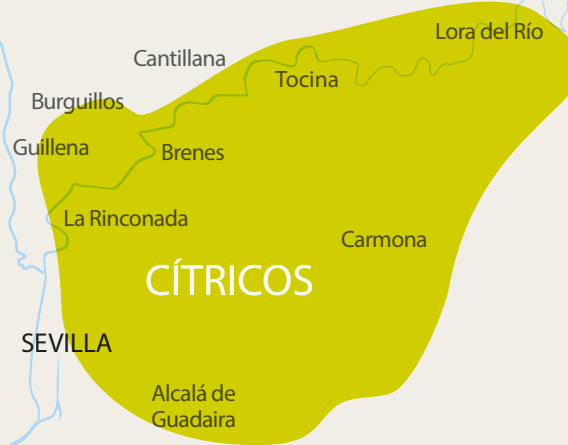 Lora del Río
Cantillana
Tocina
Burguillos
Guillena
Brenes
La Rinconada
Carmona
CÍTRICOS
SEVILLA
Alcalá de
Guadaira